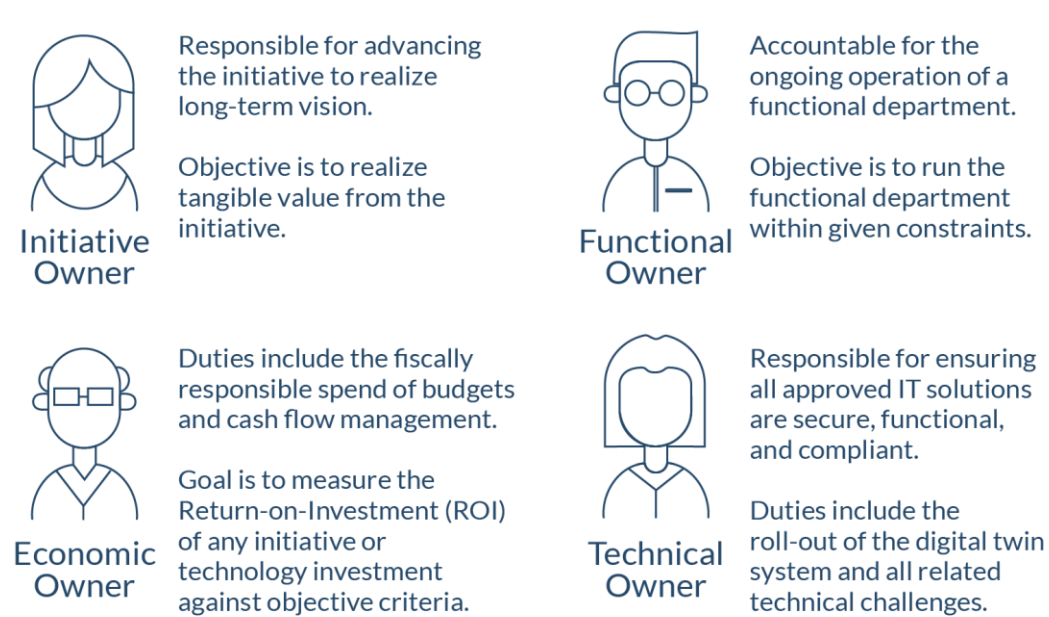 Responsible for advancing
the initiative to realize
long-term vision.
Objective is to realize
tangible value from the
initiative.
Initiative
Owner
Accountable for the
ongoing operation of a
functional department.
Objective is to run the
functional department
within given constraints.
Functional
Owner
Duties include the fiscally
responsible spend of budgets
and cash flow management.
Goal is to measure the
Return-on-Investment (ROI)
of any initiative or
technology investment
against objective criteria.
Economic
Owner
Responsible for ensuring
all approved IT solutions
are secure, functional,
and compliant.
Duties include the
roll-out of the digital twin
system and all related
technical challenges.
Technical
Owner